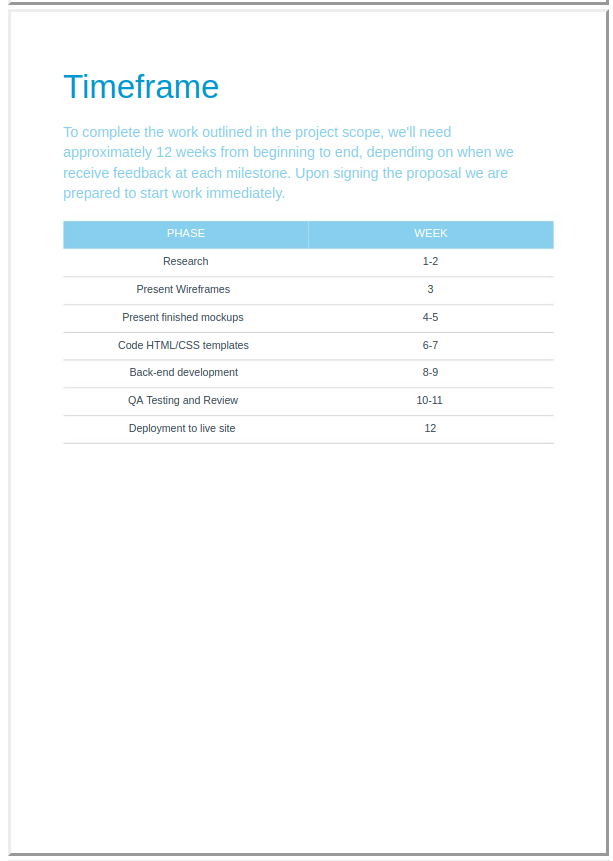 Timeframe
To complete the work outlined in the project scope, we'll need
approximately 12 weeks from beginning to end, depending on when we
receive feedback at each milestone. Upon signing the proposal we are
prepared to start work immediately.
PHASE WEEK
Research 1-2
Present Wireframes 3
Present finished mockups 4-5
Code HTML/CSS templates 6-7
Back-end development 8-9
QA Testing and Review 10-11
Deployment to live site 12